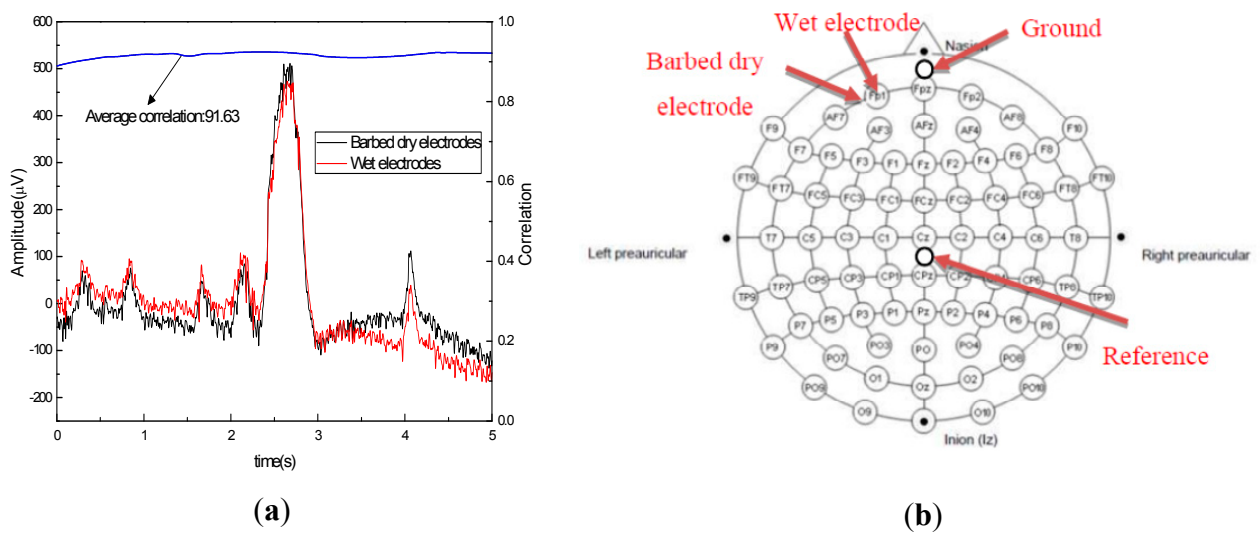 600
500
400
300
200
100
0
-100
-200
Amplitude(μV)
1.0
0.8
0.6
0.4
0.2
0.0
Correlation
Average correlation:91.63
Barbed dry electrodes
Wet electrodes
0 1 2 3 4 5
time(s)
(a)
Wet electrode
Ground
Barbed dry
electrode
Nasion
Fp1 Fpz Fp2
AF7 AF8
F9 AF3 AFz AF4 F10
F7 F5 F3 F1 Fz F2 F4 F6 F8
FT9 FT7 FC5 FC3 FC1 FCz FC2 FC4 FC6 FT8 FT10
Left preauricular T7 C5 C3 C1 Cz C2 C4 C6 T8 Right preauricular
TP9 TP7 CP5 CP3 CP1 CPz CP2 CP6 TP8 TP10
P9 P7 P5 P3 P1 Pz P2 P4 P6 P8 P10
PO7 PO3 PO PO4 PO8
PO9 O1 Oz O2 PO10
O9 O10
Inion (Iz)
Reference
(b)